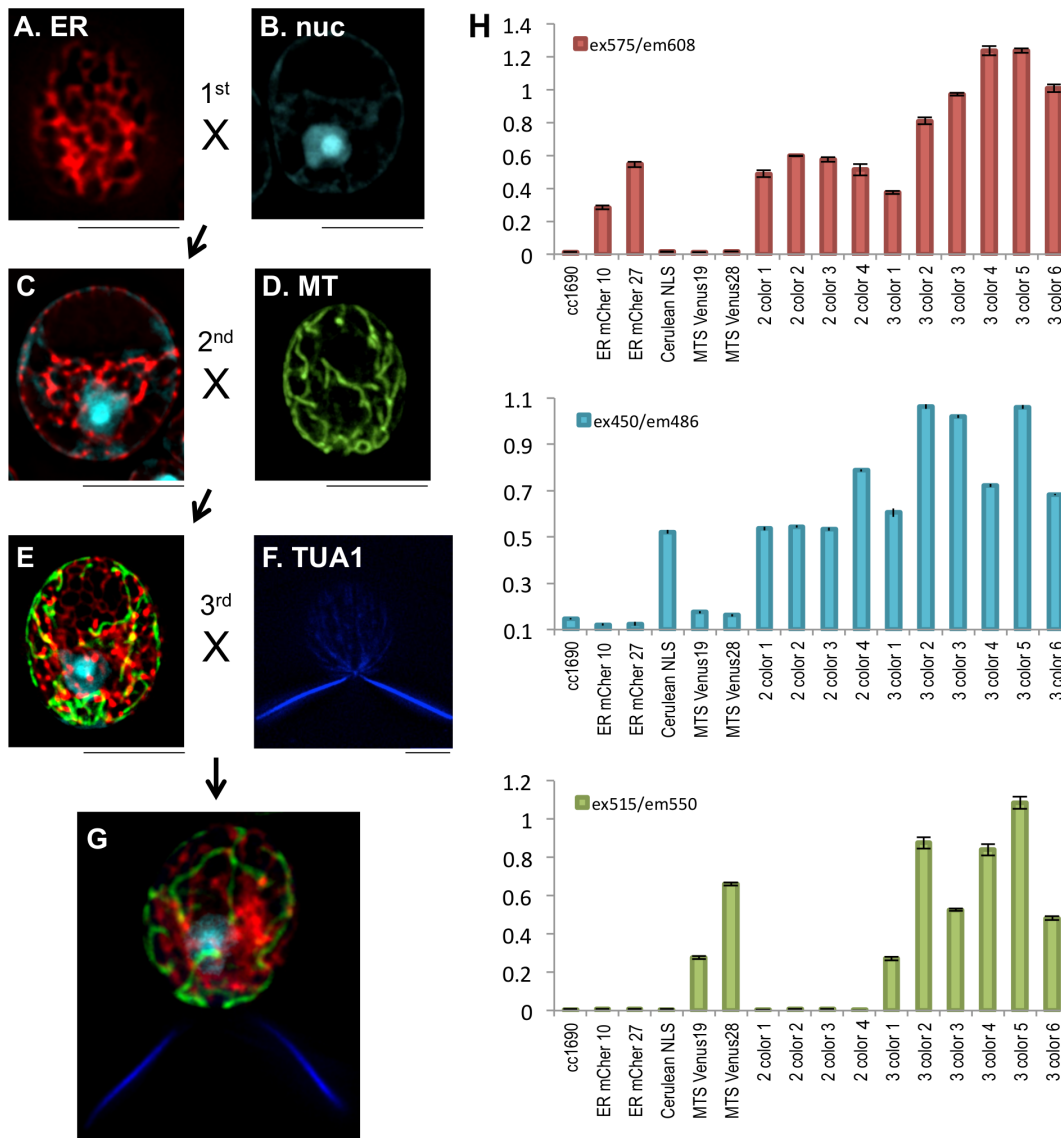 A. ER
1st
X
B. nuc
C
2nd
X
D. MT
E
3rd
X
F. TUA1
G
H
ex575/em608
1.4
1.2
1
0.8
0.6
0.4
0.2
0
cc1690
ER mCher 10
ER mCher 27
Cerulean NLS
MTS Venus19
MTS Venus28
2 color 1
2 color 2
2 color 3
2 color 4
3 color 1
3 color 2
3 color 3
3 color 4
3 color 5
3 color 6
ex450/em486
1.1
0.9
0.7
0.5
0.3
0.1
cc1690
ER mCher 10
ER mCher 27
Cerulean NLS
MTS Venus19
MTS Venus28
2 color 1
2 color 2
2 color 3
2 color 4
3 color 1
3 color 2
3 color 3
3 color 4
3 color 5
3 color 6
ex515/em550
1.2
1
0.8
0.6
0.4
0.2
0
cc1690
ER mCher 10
ER mCher 27
Cerulean NLS
MTS Venus19
MTS Venus28
2 color 1
2 color 2
2 color 3
2 color 4
3 color 1
3 color 2
3 color 3
3 color 4
3 color 5
3 color 6